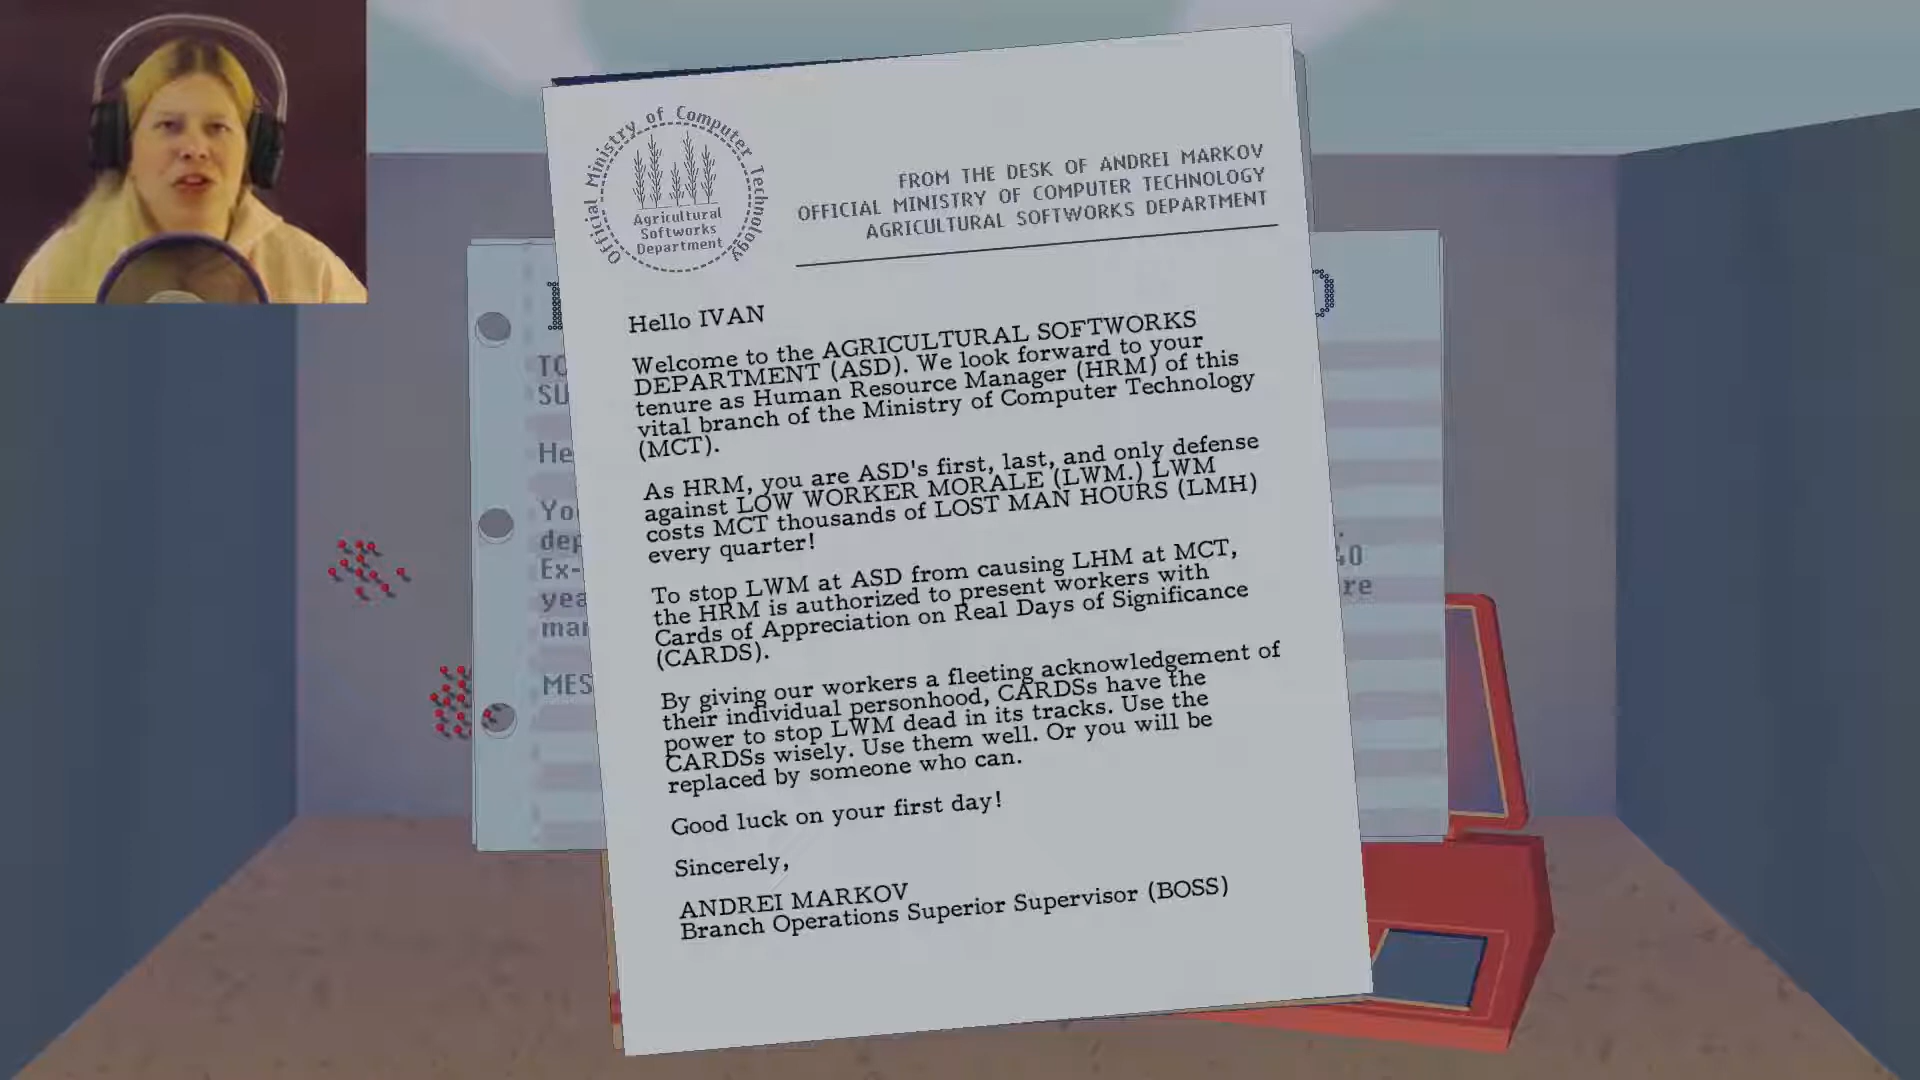 Official Ministry of Computer Technology
Agricultural
Softworks
Department
FROM THE DESK OF ANDREI MARKOV
OFFICIAL MINISTRY OF COMPUTER TECHNOLOGY
AGRICULTURAL SOFTWORKS DEPARTMENT
Hello IVAN
Welcome to the AGRICULTURAL SOFTWORKS
DEPARTMENT (ASD). We look forward to your
tenure as Human Resource Manager (HRM) of this
vital branch of the Ministry of Computer Technology
(MCT).
As HRM, you are ASD's first, last, and only defense
against LOW WORKER MORALE (LWM.) LWM
costs MCT thousands of LOST MAN HOURS (LMH)
every quarter!
To stop LWM at ASD from causing LHM at MCT,
the HRM is authorized to present workers with
Cards of Appreciation on Real Days of Significance
(CARDS).
By giving our workers a fleeting acknowledgement of
their individual personhood, CARDSs have the
power to stop LWM dead in its tracks. Use the
CARDSs wisely. Use them well. Or you will be
replaced by someone who can.
Good luck on your first day!
Sincerely,
ANDREI MARKOV
Branch Operations Superior Supervisor (BOSS)